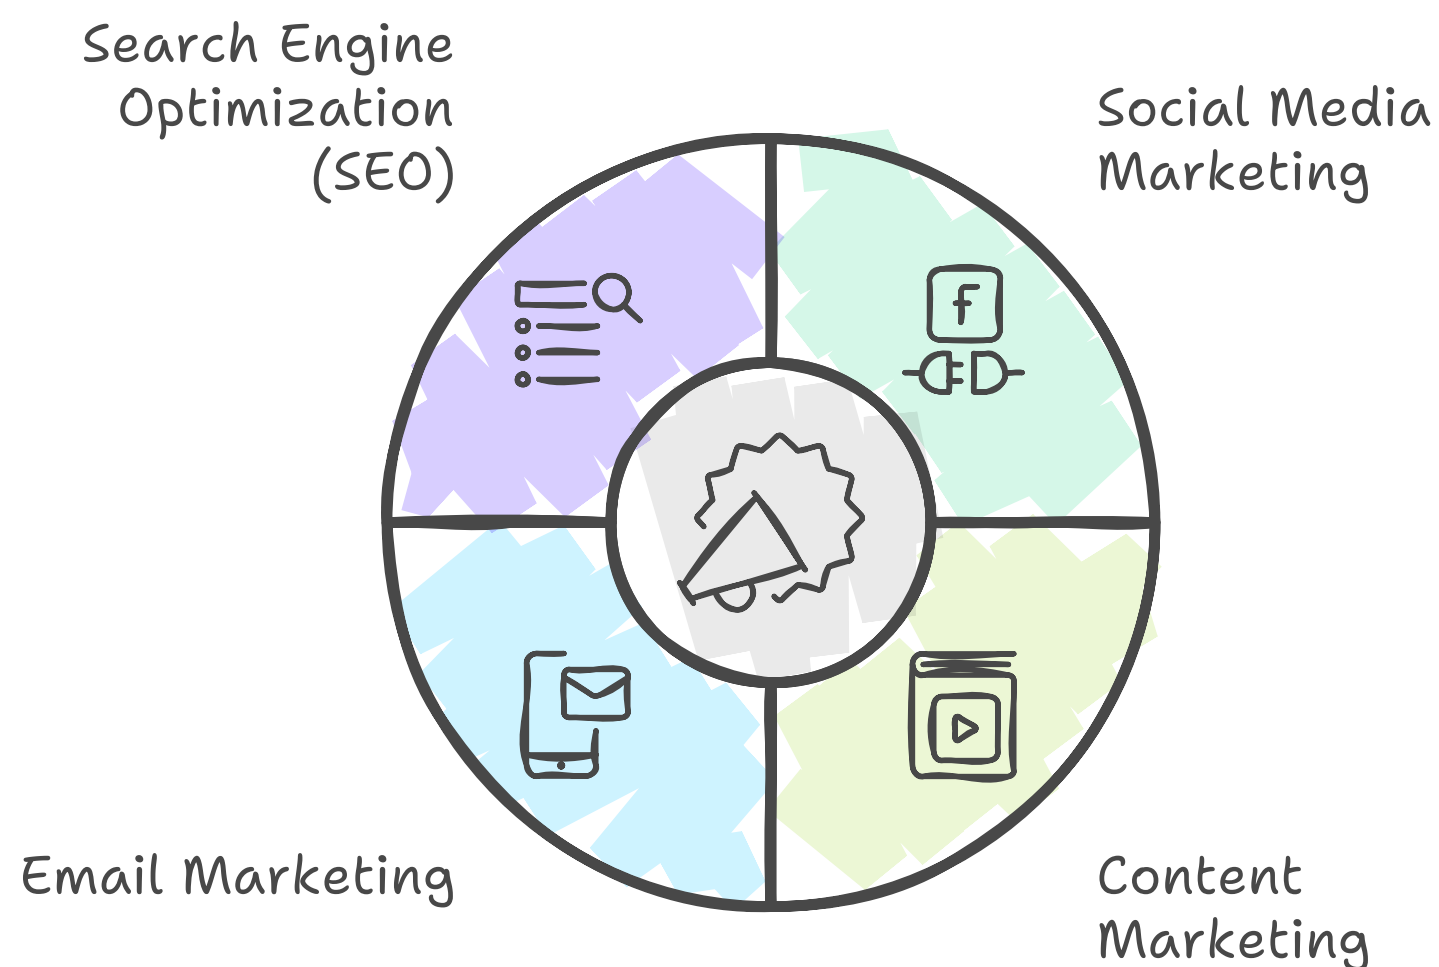 Search Engine
Optimization
(SEO)
Social Media
Marketing
f
Email Marketing
Content
Marketing